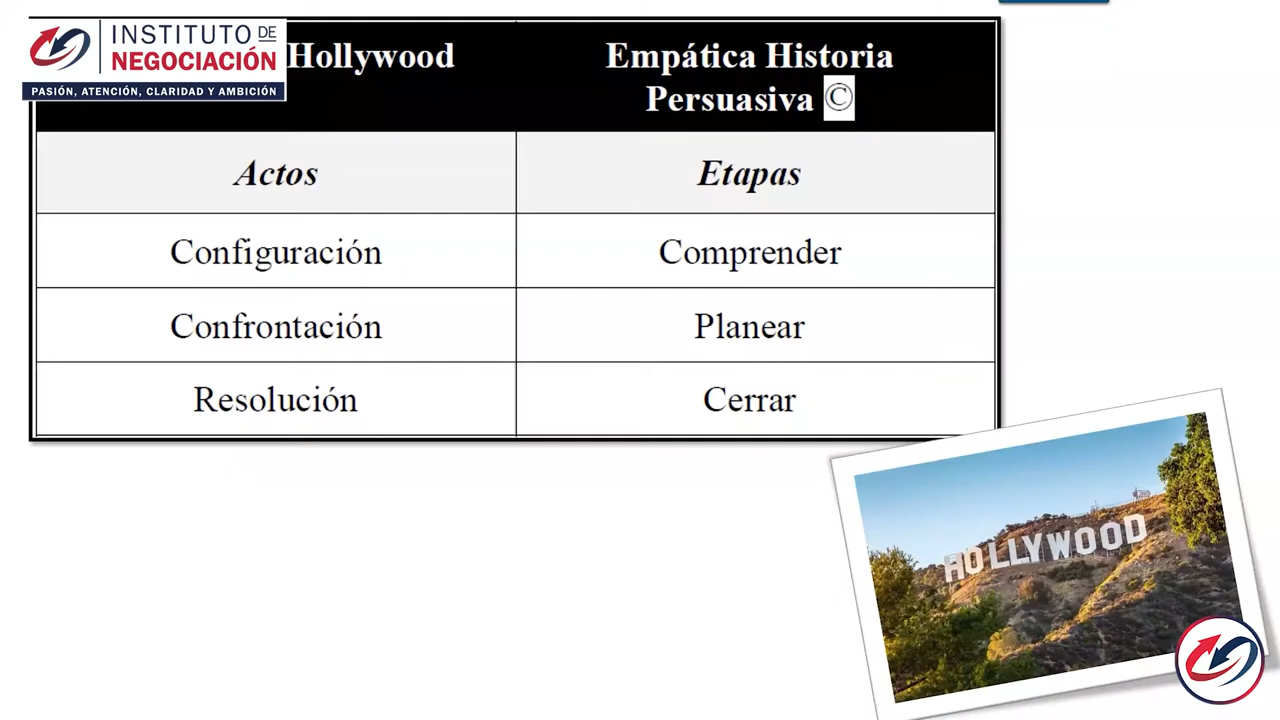 INSTITUTO DE
NEGOCIACIÓN
PASIÓN, ATENCIÓN, CLARIDAD Y AMBICIÓN
Hollywood
Empática Historia
Persuasiva ©
Actos
Etapas
Configuración
Comprender
Confrontación
Planear
Resolución
Cerrar
HOLLYWOOD